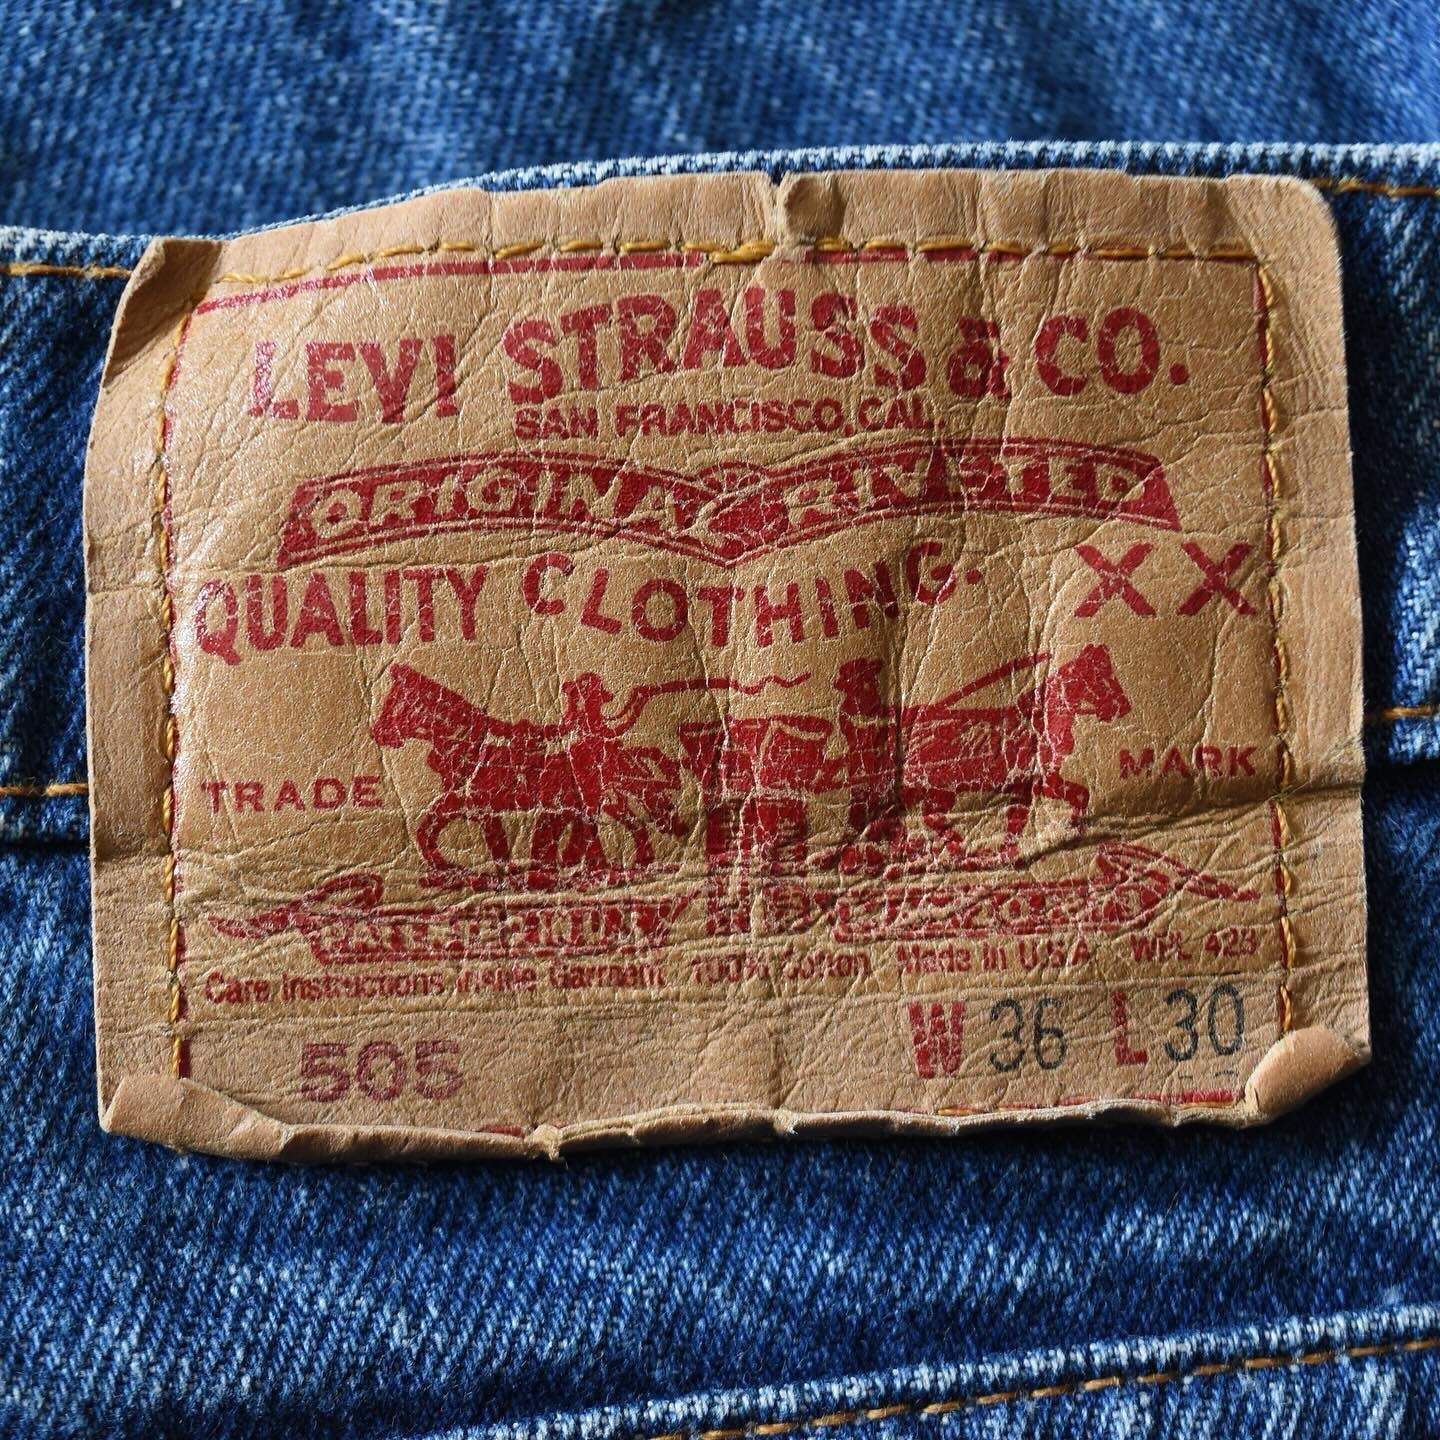 LEVI STRAUSS & CO.
SAN FRANCISCO, CAL.
ORIGINAL RIVETED
QUALITY CLOTHING. XX
TRADE MARK
Care Instructions Inside Garment 100% Cotton Made in U.S.A. WPL 423
505 W 36 L 30